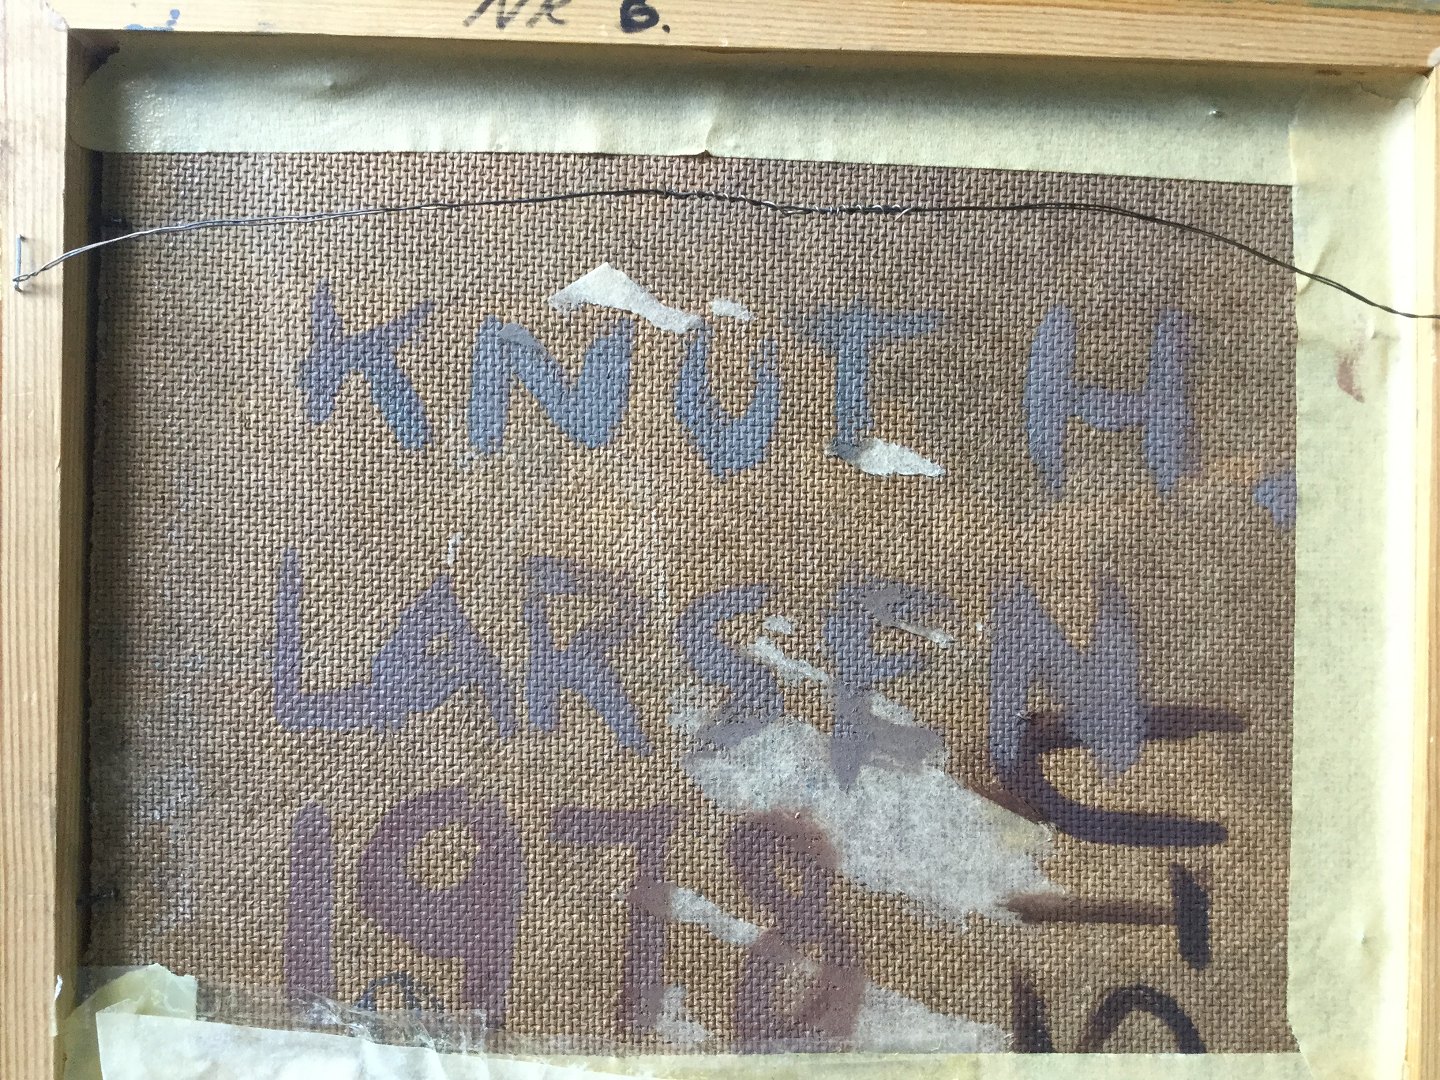 NR 6.
KNUT H.
LARSEN
1978